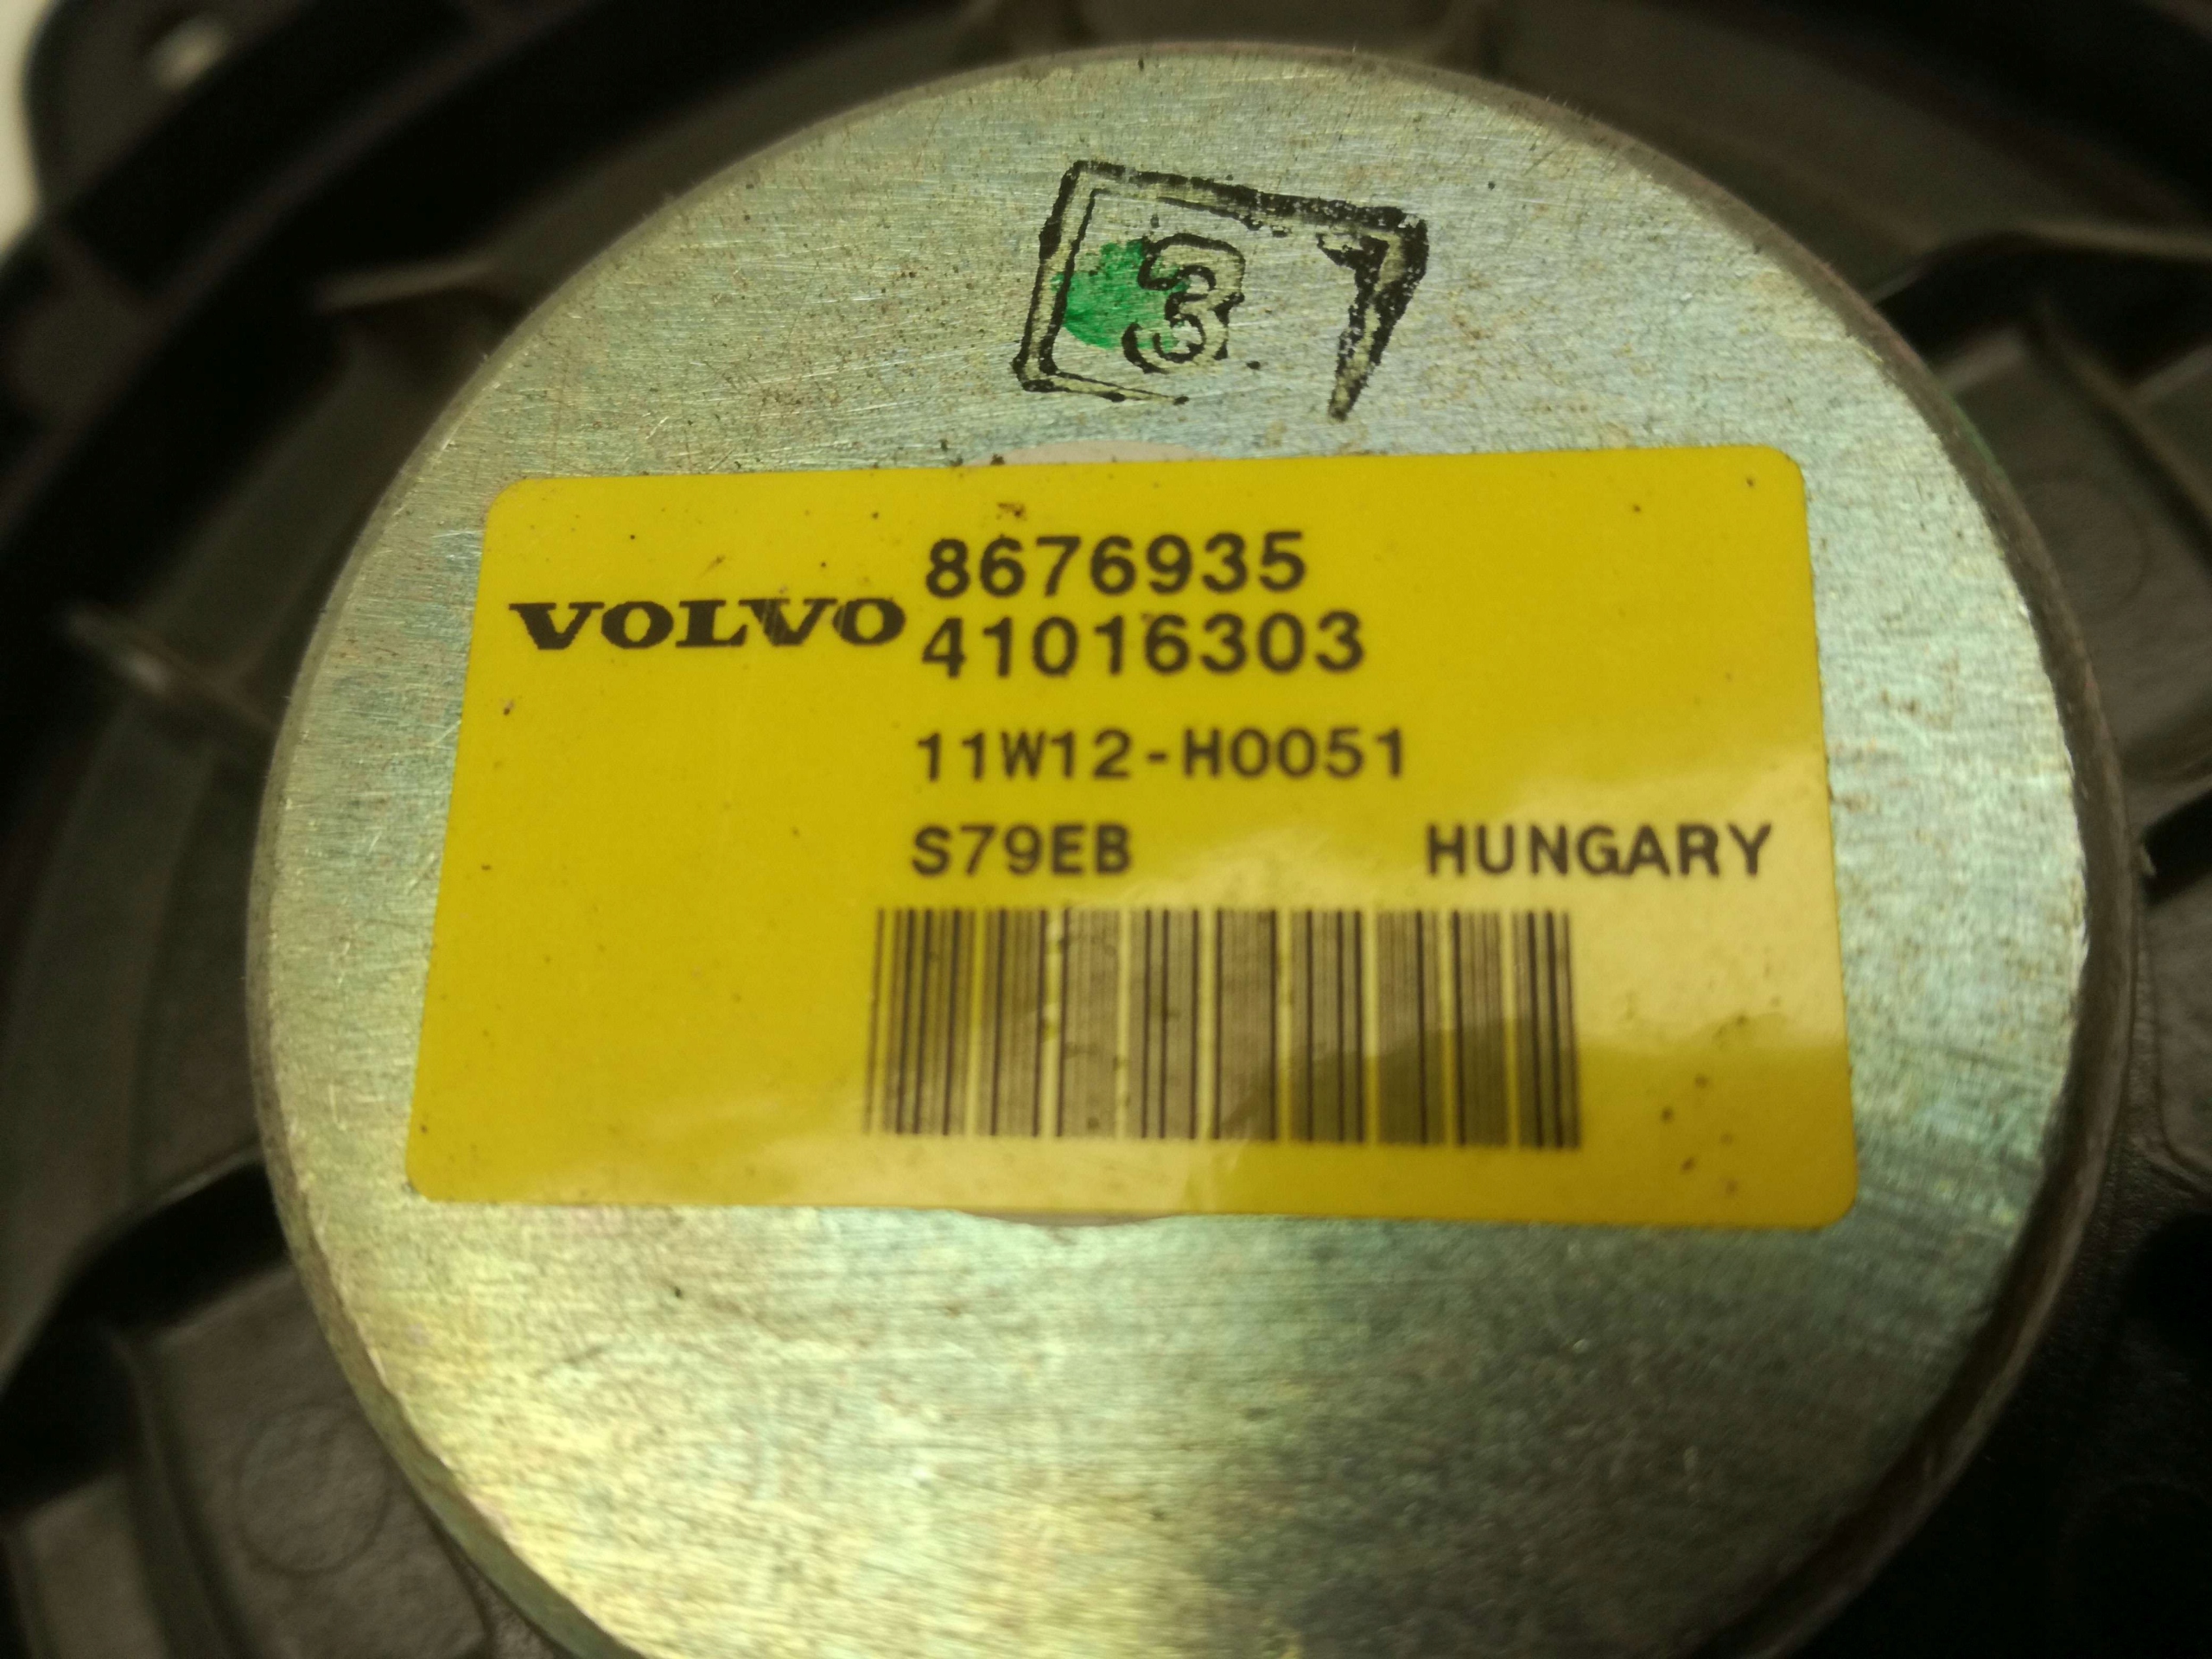 3
8676935
VOLVO
41016303
11W12-H0051
S79EB HUNGARY